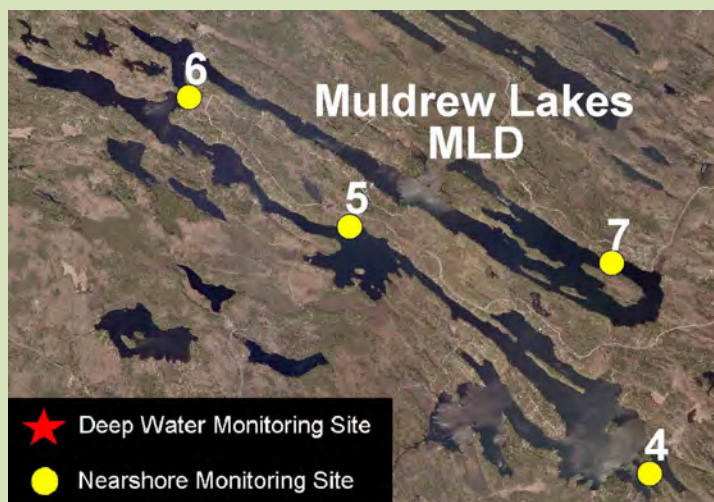 6
Muldrew Lakes
MLD
5
7
4
Deep Water Monitoring Site
Nearshore Monitoring Site